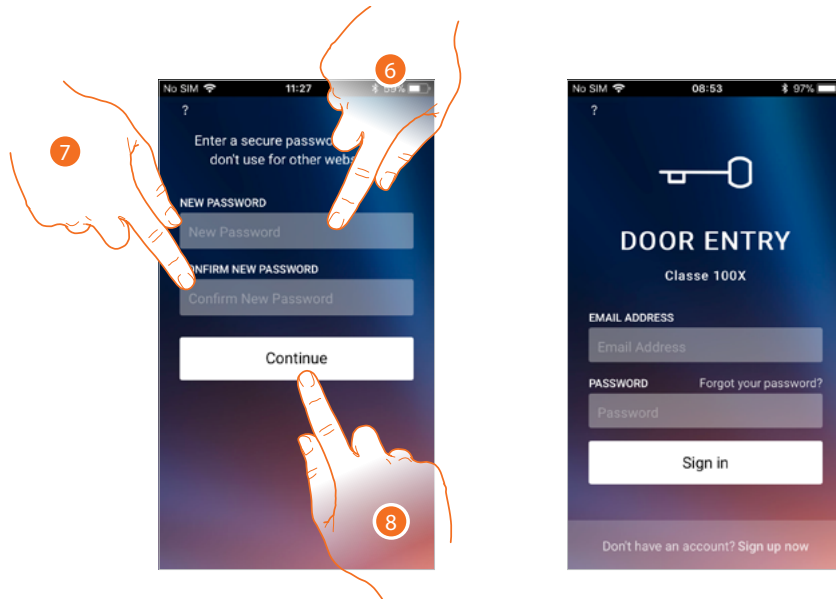 6
No SIM 11:27 59%
7
?
Enter a secure passwo
don't use for other webs
NEW PASSWORD
New Password
ONFIRM NEW PASSWORD
Confirm New Password
Continue
8
No SIM 08:53 97%
?
DOOR ENTRY
Classe 100X
EMAIL ADDRESS
Email Address
PASSWORD Forgot your password?
Password
Sign in
Don't have an account? Sign up now